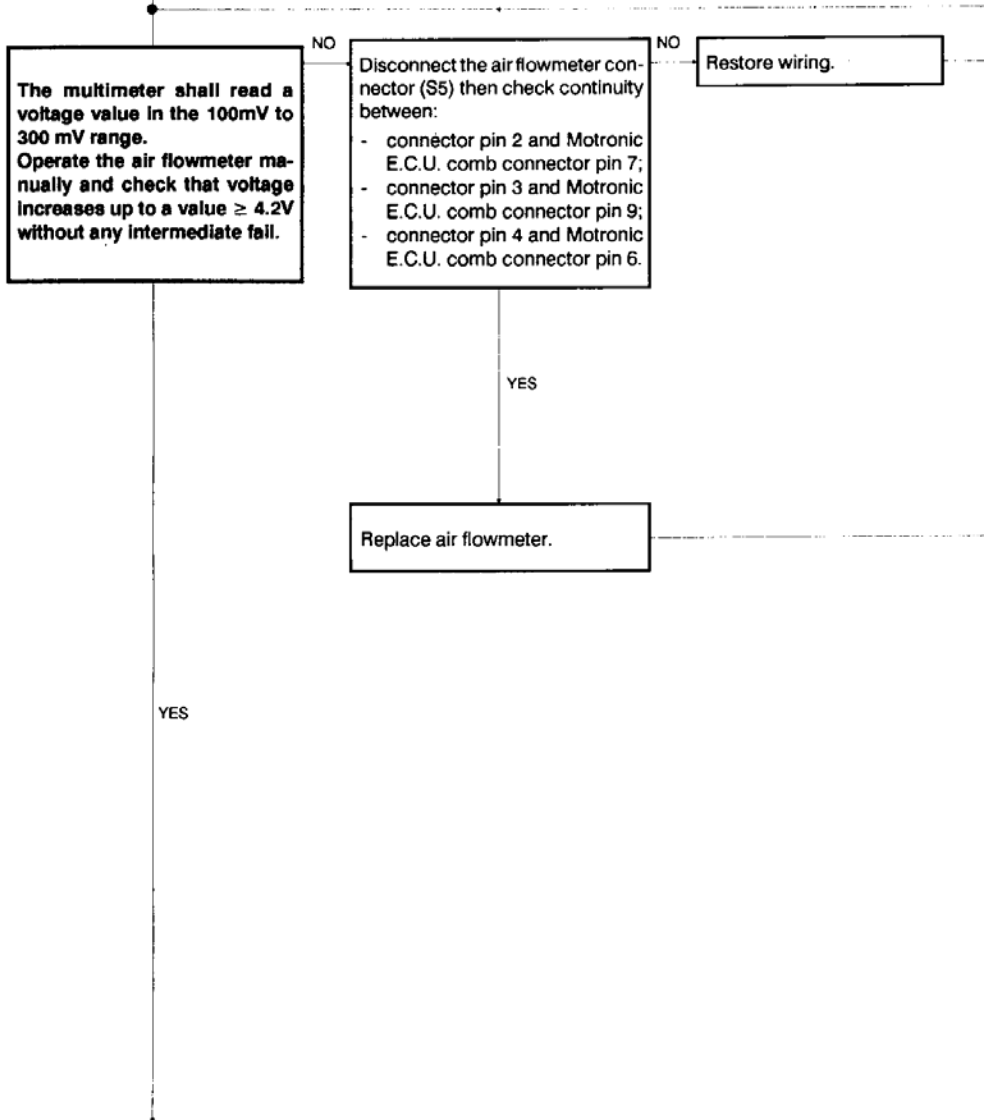 NO
NO
The multimeter shall read a
voltage value in the 100mV to
300 mV range.
Operate the air flowmeter ma-
nually and check that voltage
increases up to a value ≥ 4.2V
without any intermediate fail.
Disconnect the air flowmeter con-
nector (S5) then check continuity
between:
- connector pin 2 and Motronic
E.C.U. comb connector pin 7;
- connector pin 3 and Motronic
E.C.U. comb connector pin 9;
- connector pin 4 and Motronic
E.C.U. comb connector pin 6.
Restore wiring.
YES
Replace air flowmeter.
YES